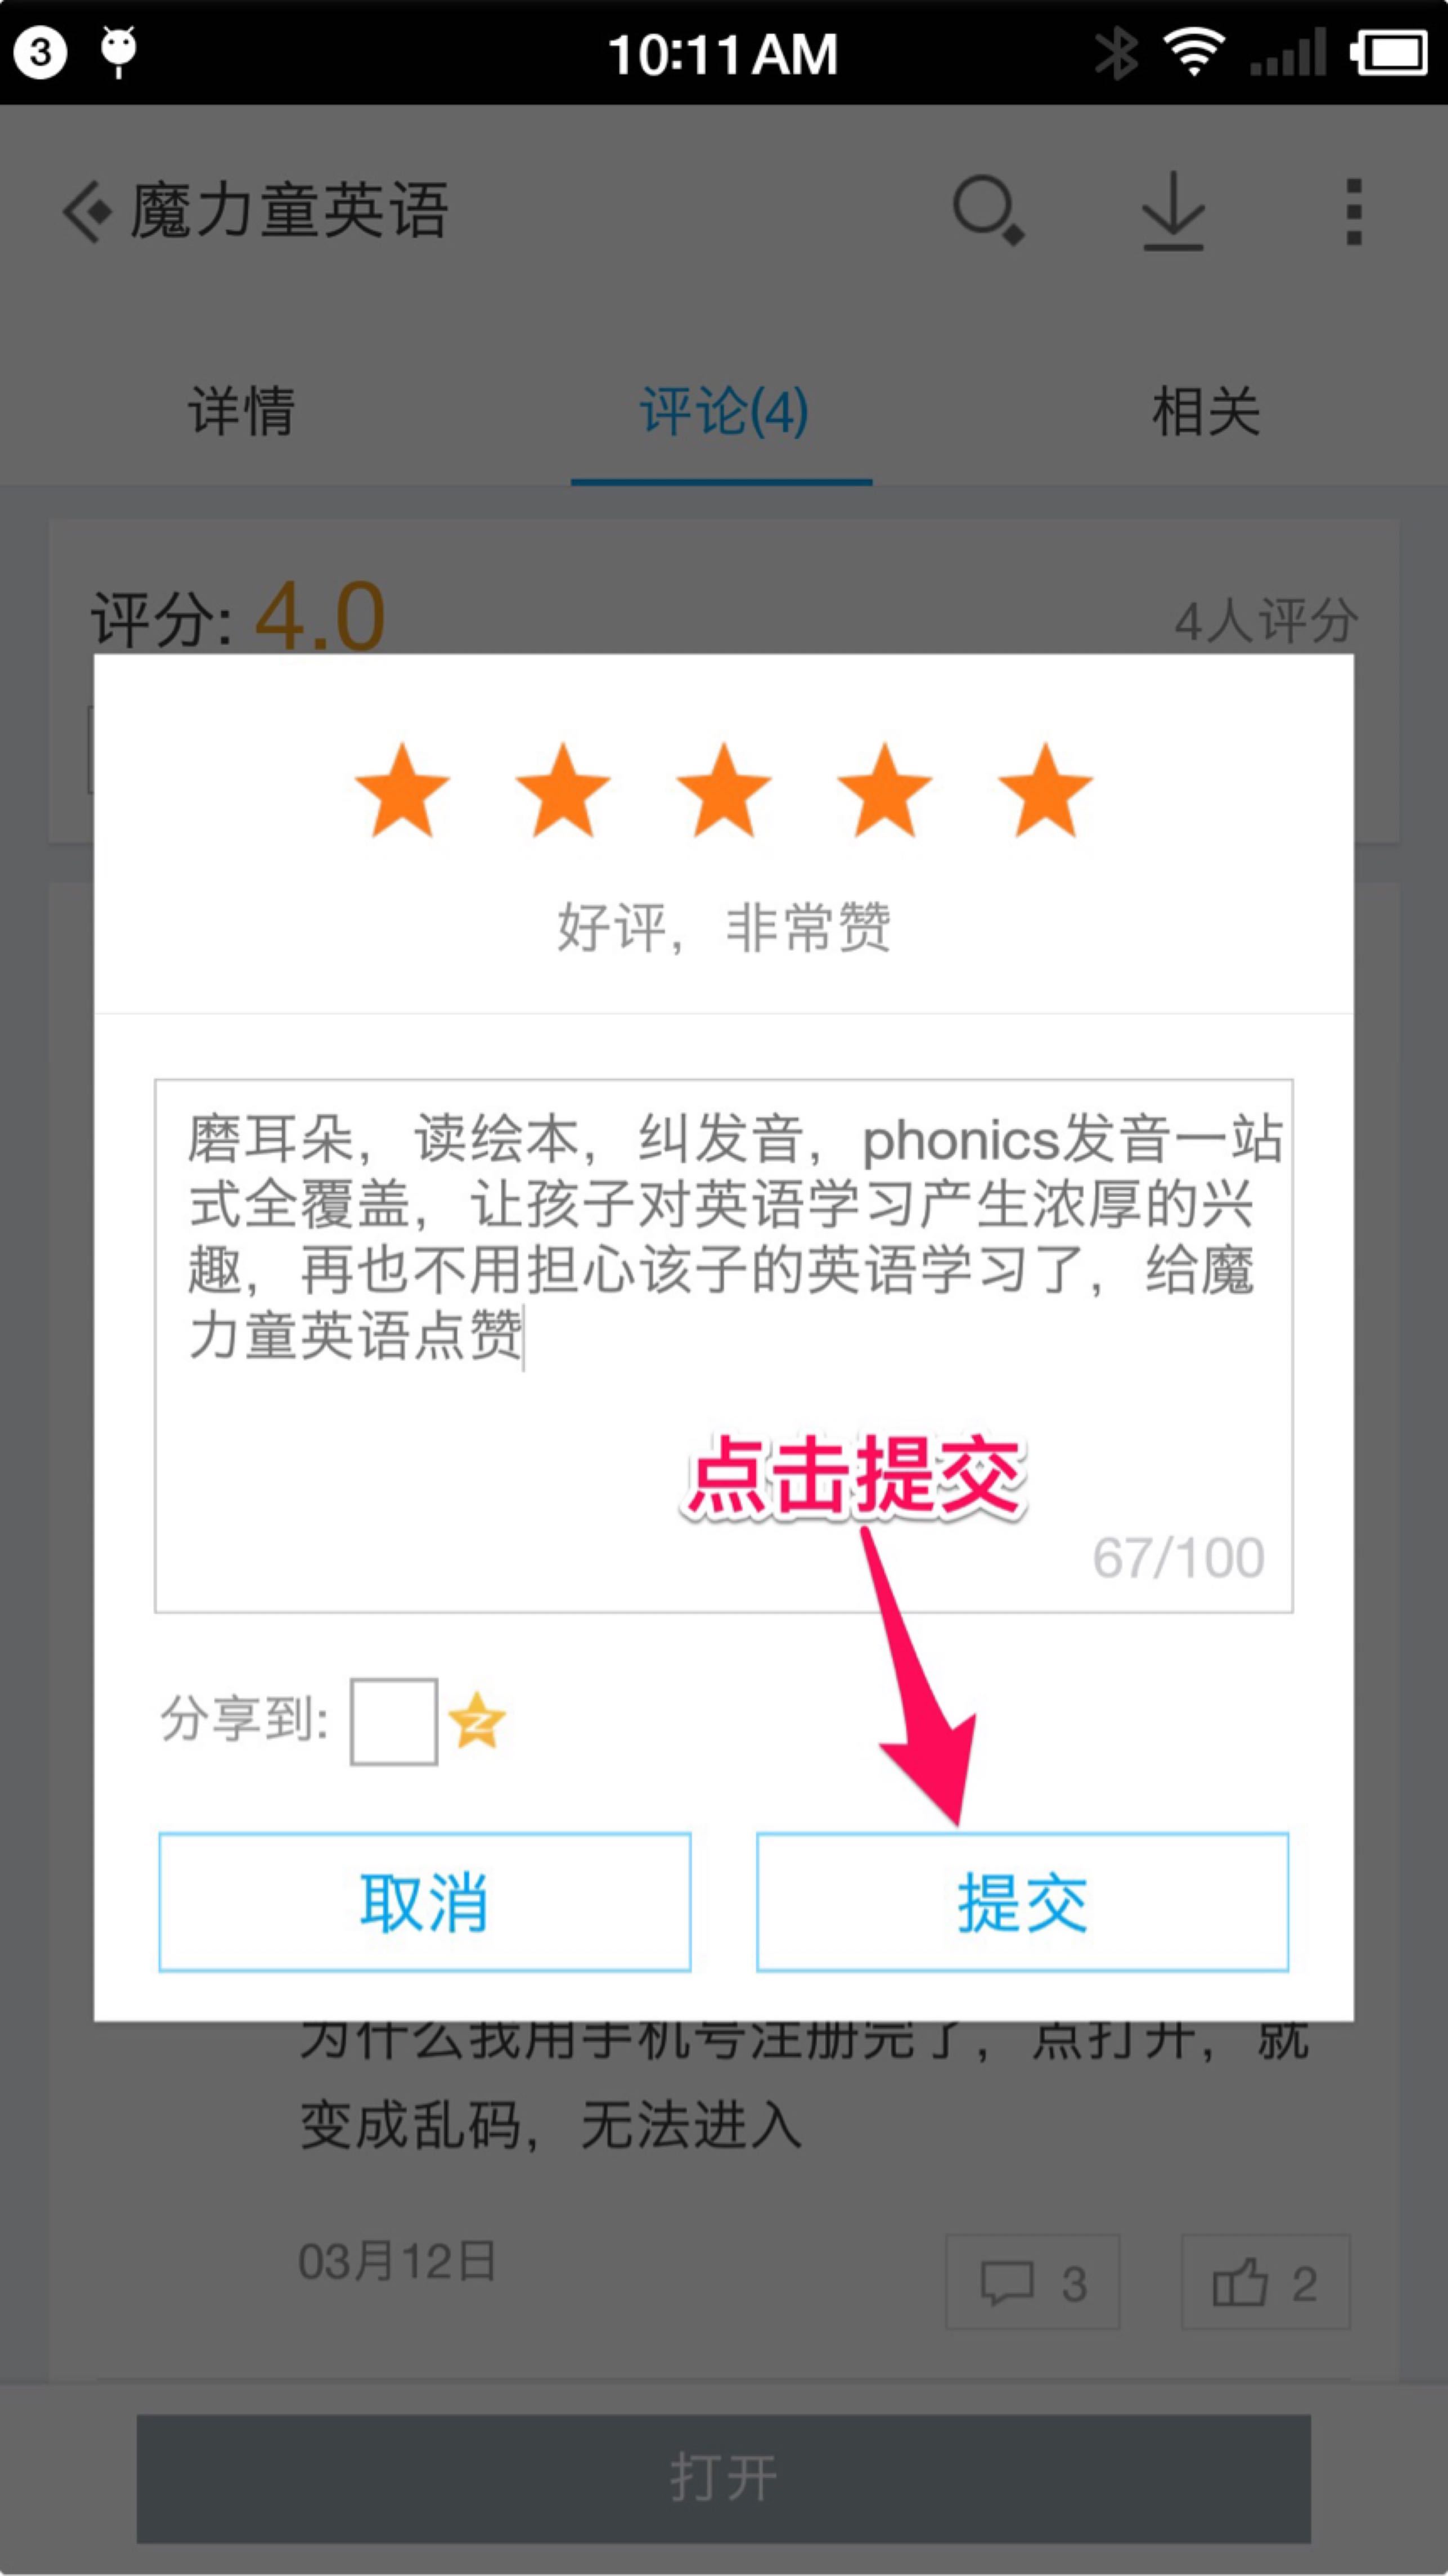 3
10:11 AM
魔力童英语
详情
评论(4)
相关
评分: 4.0
4人评分
好评，非常赞
磨耳朵，读绘本，纠发音，phonics发音一站
式全覆盖，让孩子对英语学习产生浓厚的兴
趣，再也不用担心该子的英语学习了，给魔
力童英语点赞
点击提交
67/100
分享到:
取消
提交
为什么我用手机号注册完了，点打开，就
变成乱码，无法进入
03月12日
3
2
打开